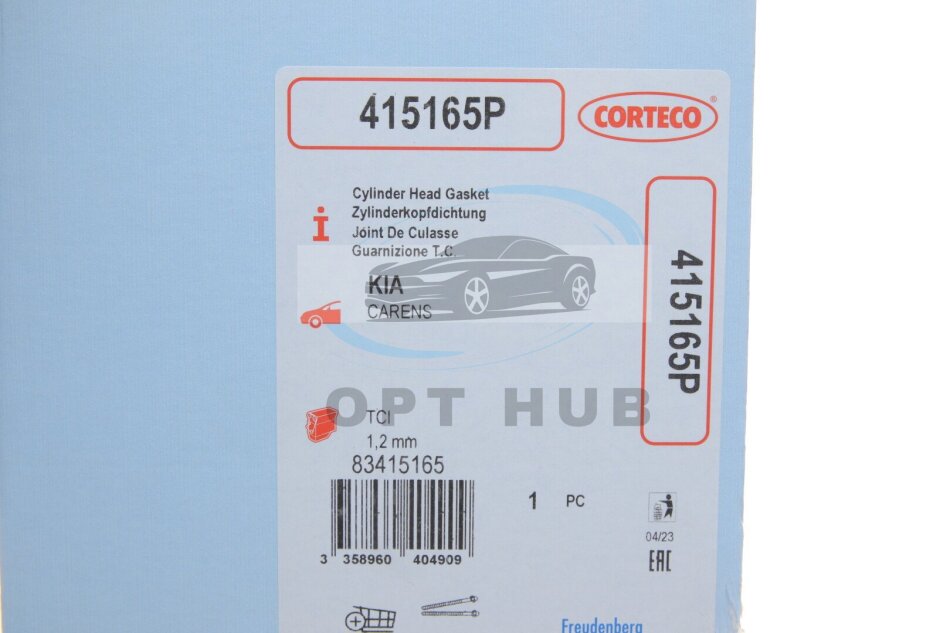 415165P
CORTECO®
Cylinder Head Gasket
Zylinderkopfdichtung
Joint De Culasse
Guarnizione T.C.
KIA
CARENS
415165P
OPT HUB
TCI
1,2 mm
83415165
1 PC
3 358960 404909
04/23
EAC
Freudenberg